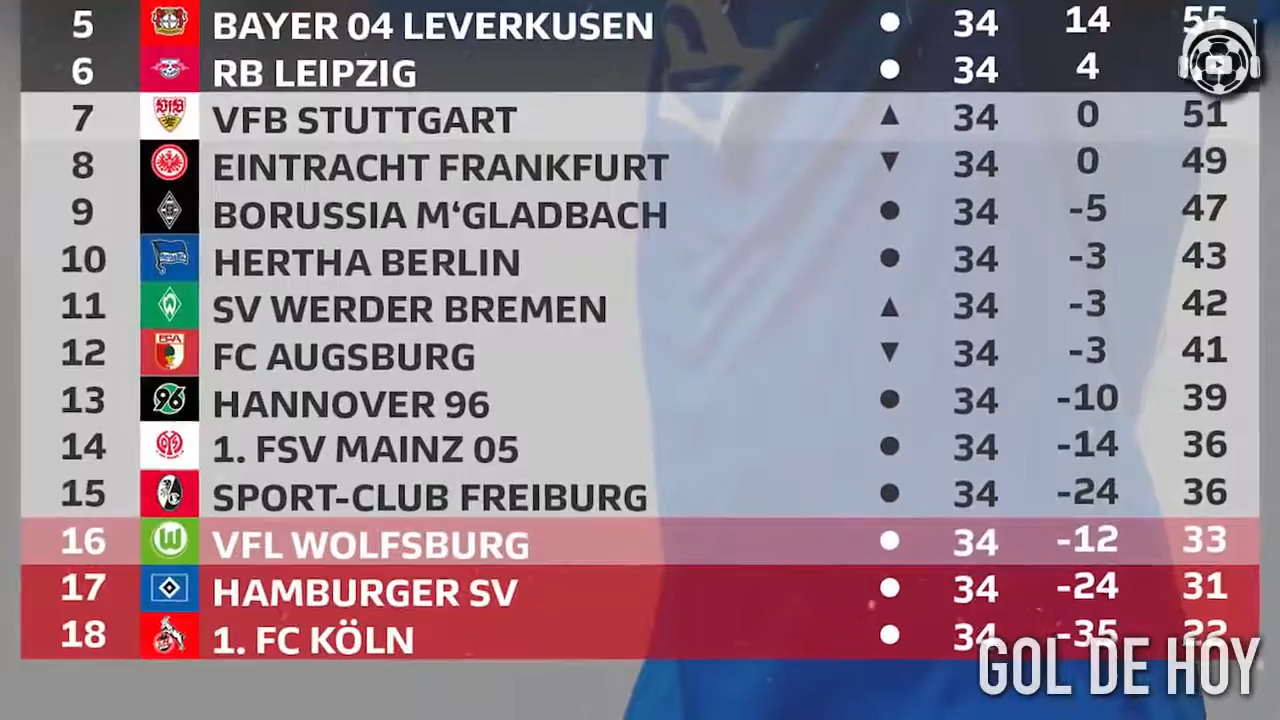 5 BAYER 04 LEVERKUSEN 34 14 55
6 RB LEIPZIG 34 4
7 VFB STUTTGART 34 0 51
8 EINTRACHT FRANKFURT 34 0 49
9 BORUSSIA M‘GLADBACH 34 -5 47
10 HERTHA BERLIN 34 -3 43
11 SV WERDER BREMEN 34 -3 42
12 FC AUGSBURG 34 -3 41
13 HANNOVER 96 34 -10 39
14 1. FSV MAINZ 05 34 -14 36
15 SPORT-CLUB FREIBURG 34 -24 36
16 VFL WOLFSBURG 34 -12 33
17 HAMBURGER SV 34 -24 31
18 1. FC KÖLN 34 -35 22
GOL DE HOY